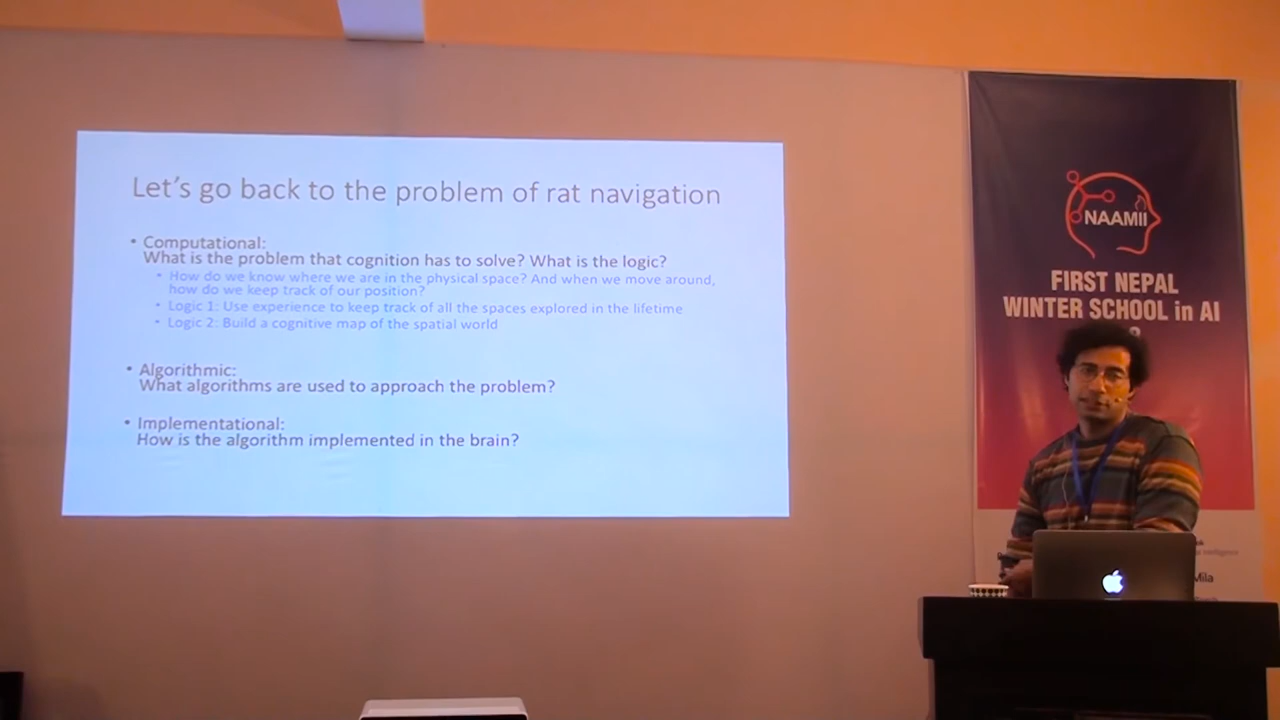 Let's go back to the problem of rat navigation
• Computational:
What is the problem that cognition has to solve? What is the logic?
• How do we know where we are in the physical space? And when we move around,
how do we keep track of our position?
• Logic 1: Use experience to keep track of all the spaces explored in the lifetime
• Logic 2: Build a cognitive map of the spatial world
• Algorithmic:
What algorithms are used to approach the problem?
• Implementational:
How is the algorithm implemented in the brain?
NAAMII
FIRST NEPAL
WINTER SCHOOL in AI
Mila